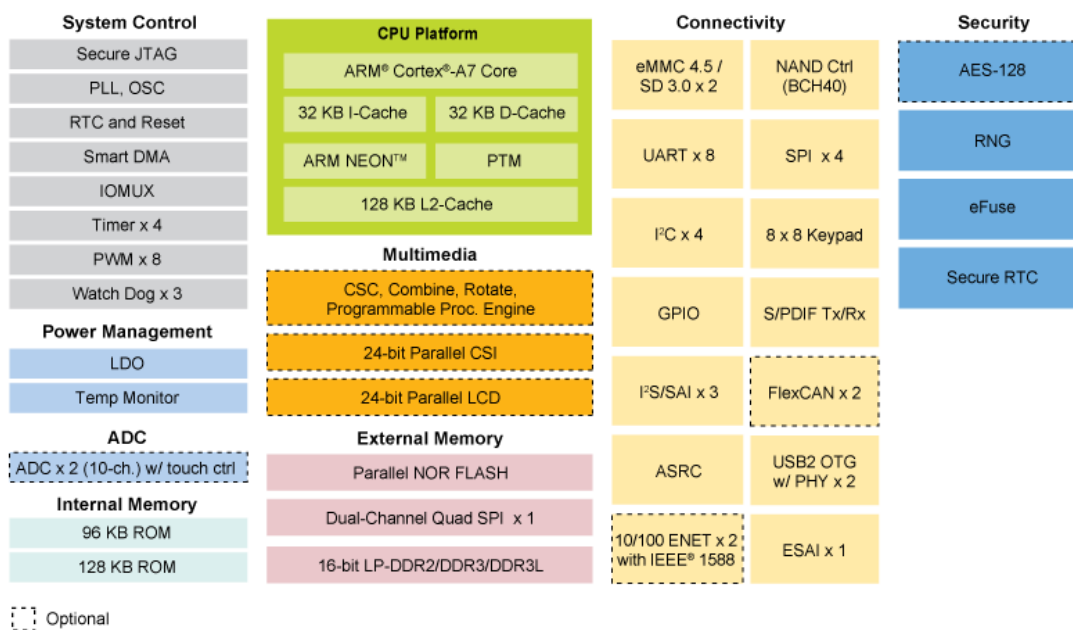 System Control
Secure JTAG
PLL, OSC
RTC and Reset
Smart DMA
IOMUX
Timer x 4
PWM x 8
Watch Dog x 3
Power Management
LDO
Temp Monitor
ADC
ADC x 2 (10-ch.) w/ touch ctrl
Internal Memory
96 KB ROM
128 KB ROM
CPU Platform
ARM® Cortex®-A7 Core
32 KB I-Cache
32 KB D-Cache
ARM NEON™
PTM
128 KB L2-Cache
Multimedia
CSC, Combine, Rotate,
Programmable Proc. Engine
24-bit Parallel CSI
24-bit Parallel LCD
External Memory
Parallel NOR FLASH
Dual-Channel Quad SPI x 1
16-bit LP-DDR2/DDR3/DDR3L
Connectivity
eMMC 4.5 /
SD 3.0 x 2
NAND Ctrl
(BCH40)
UART x 8
SPI x 4
I²C x 4
8 x 8 Keypad
GPIO
S/PDIF Tx/Rx
I²S/SAI x 3
FlexCAN x 2
ASRC
USB2 OTG
w/ PHY x 2
10/100 ENET x 2
with IEEE® 1588
ESAI x 1
Security
AES-128
RNG
eFuse
Secure RTC
Optional